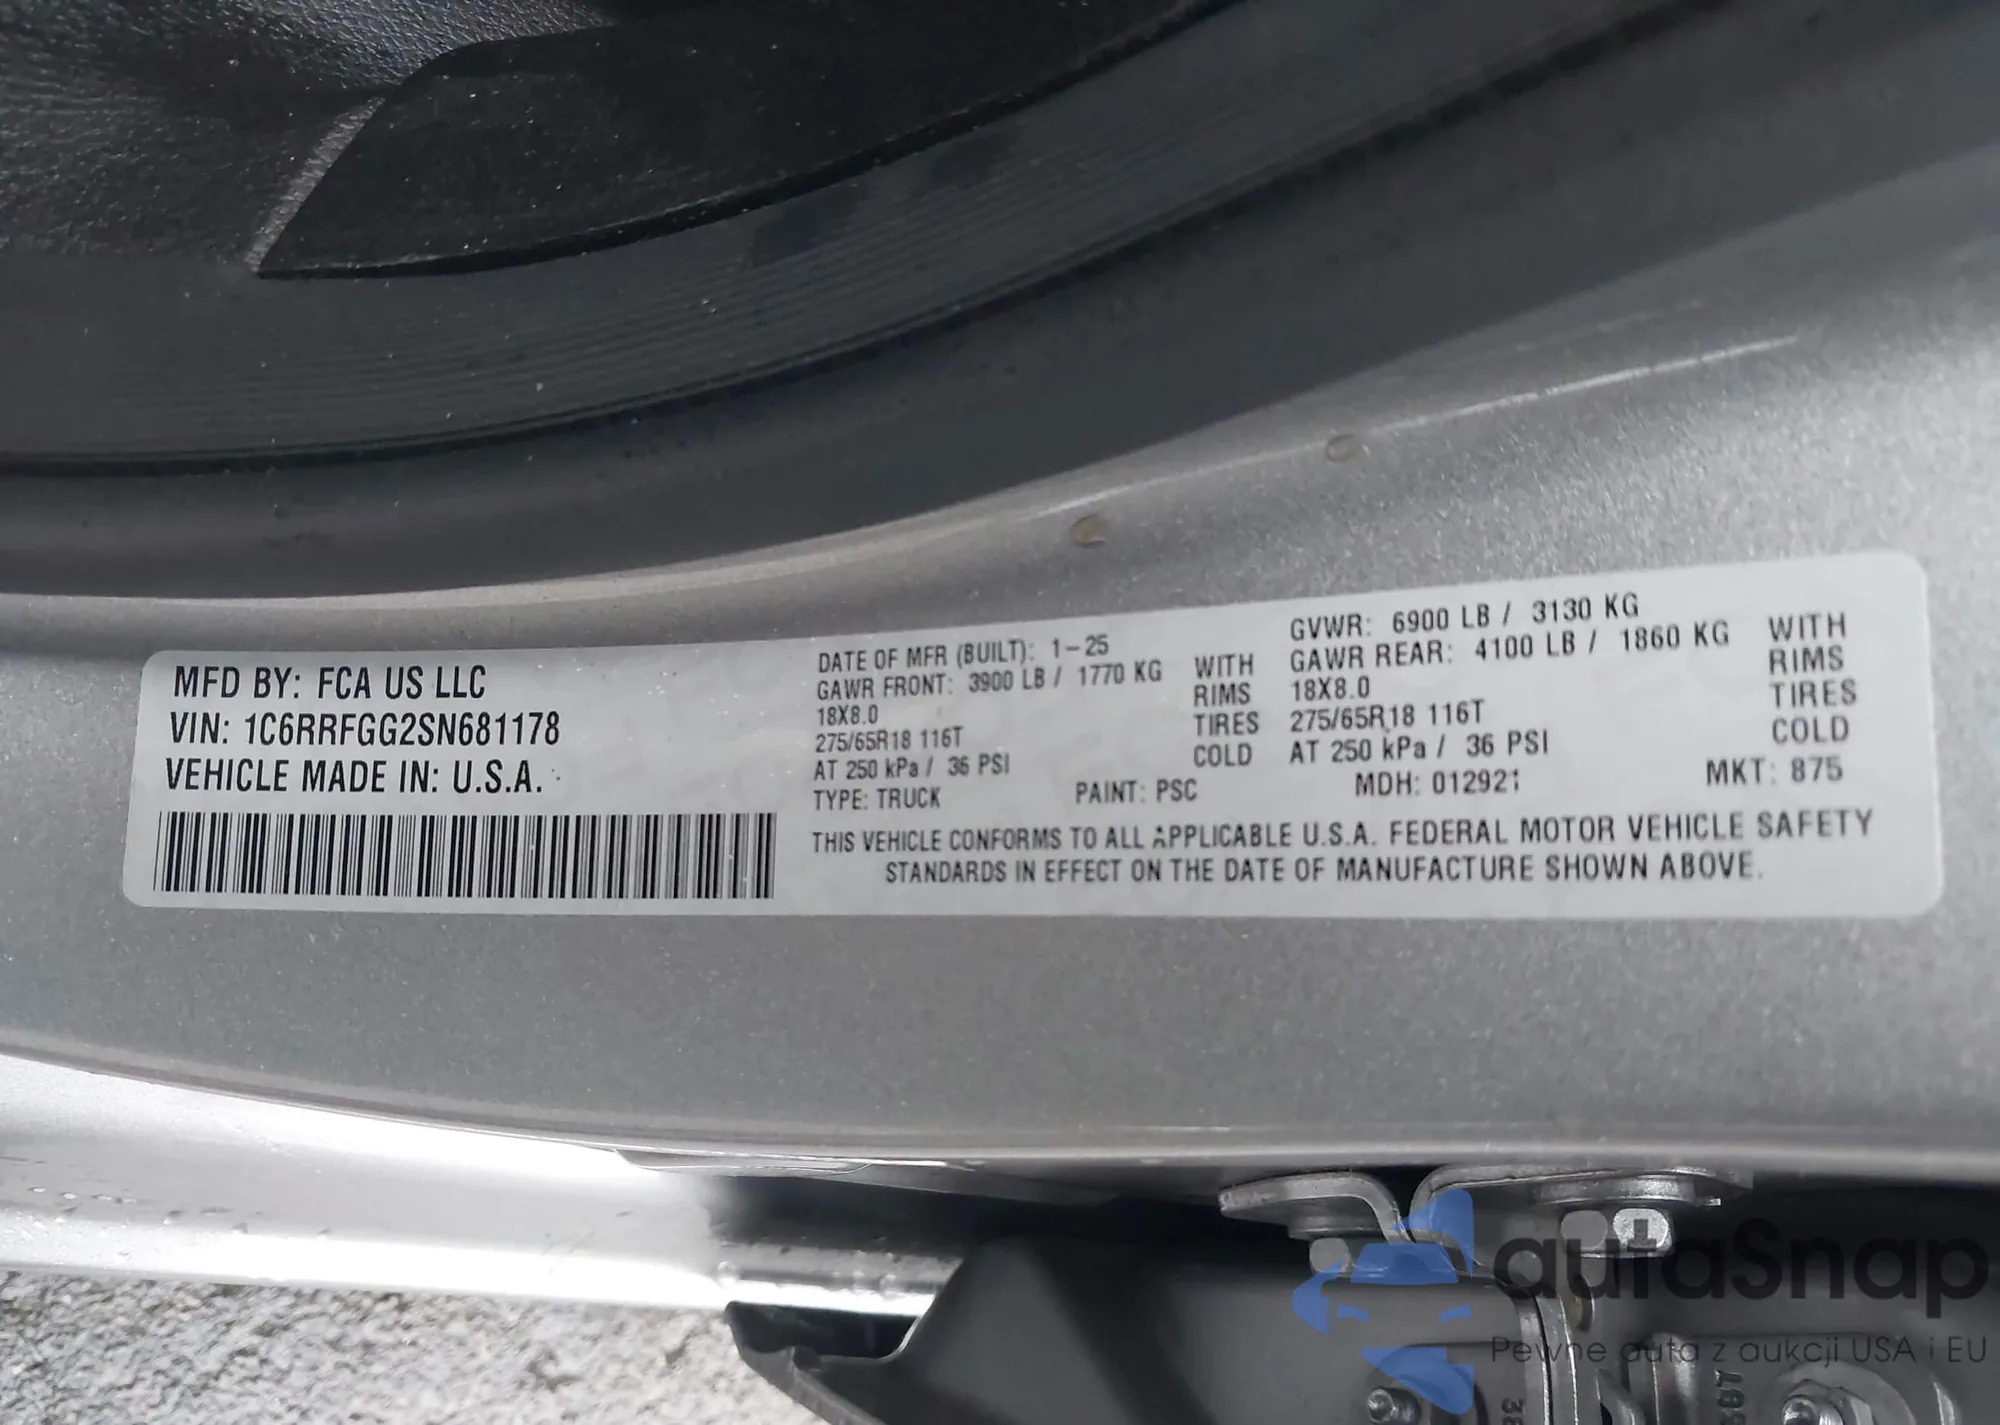 MFD BY: FCA US LLC
VIN: 1C6RRFGG2SN681178
VEHICLE MADE IN: U.S.A.
DATE OF MFR (BUILT): 1-25
GAWR FRONT: 3900 LB / 1770 KG WITH
18X8.0 RIMS
275/65R18 116T TIRES
AT 250 kPa / 36 PSI COLD
GVWR: 6900 LB / 3130 KG
GAWR REAR: 4100 LB / 1860 KG WITH
18X8.0 RIMS
275/65R18 116T TIRES
AT 250 kPa / 36 PSI COLD
TYPE: TRUCK PAINT: PSC MDH: 012921 MKT: 875
THIS VEHICLE CONFORMS TO ALL APPLICABLE U.S.A. FEDERAL MOTOR VEHICLE SAFETY
STANDARDS IN EFFECT ON THE DATE OF MANUFACTURE SHOWN ABOVE.
autaSnap
Pewne auta z aukcji USA i EU